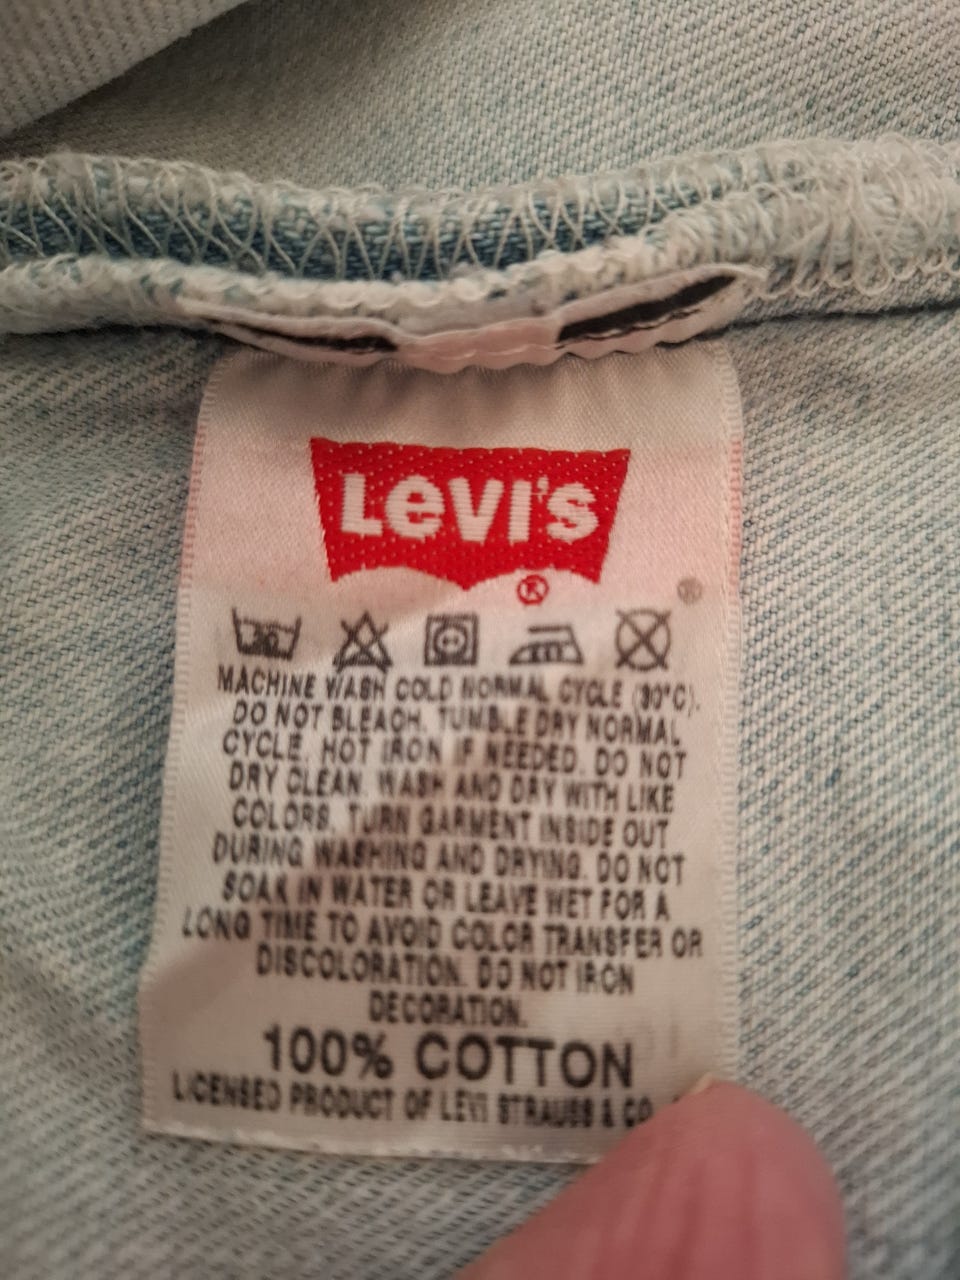 LEVI'S ®
30
MACHINE WASH COLD NORMAL CYCLE (30°C).
DO NOT BLEACH. TUMBLE DRY NORMAL
CYCLE. HOT IRON IF NEEDED. DO NOT
DRY CLEAN. WASH AND DRY WITH LIKE
COLORS. TURN GARMENT INSIDE OUT
DURING WASHING AND DRYING. DO NOT
SOAK IN WATER OR LEAVE WET FOR A
LONG TIME TO AVOID COLOR TRANSFER OR
DISCOLORATION. DO NOT IRON
DECORATION.
100% COTTON
LICENSED PRODUCT OF LEVI STRAUSS & CO.